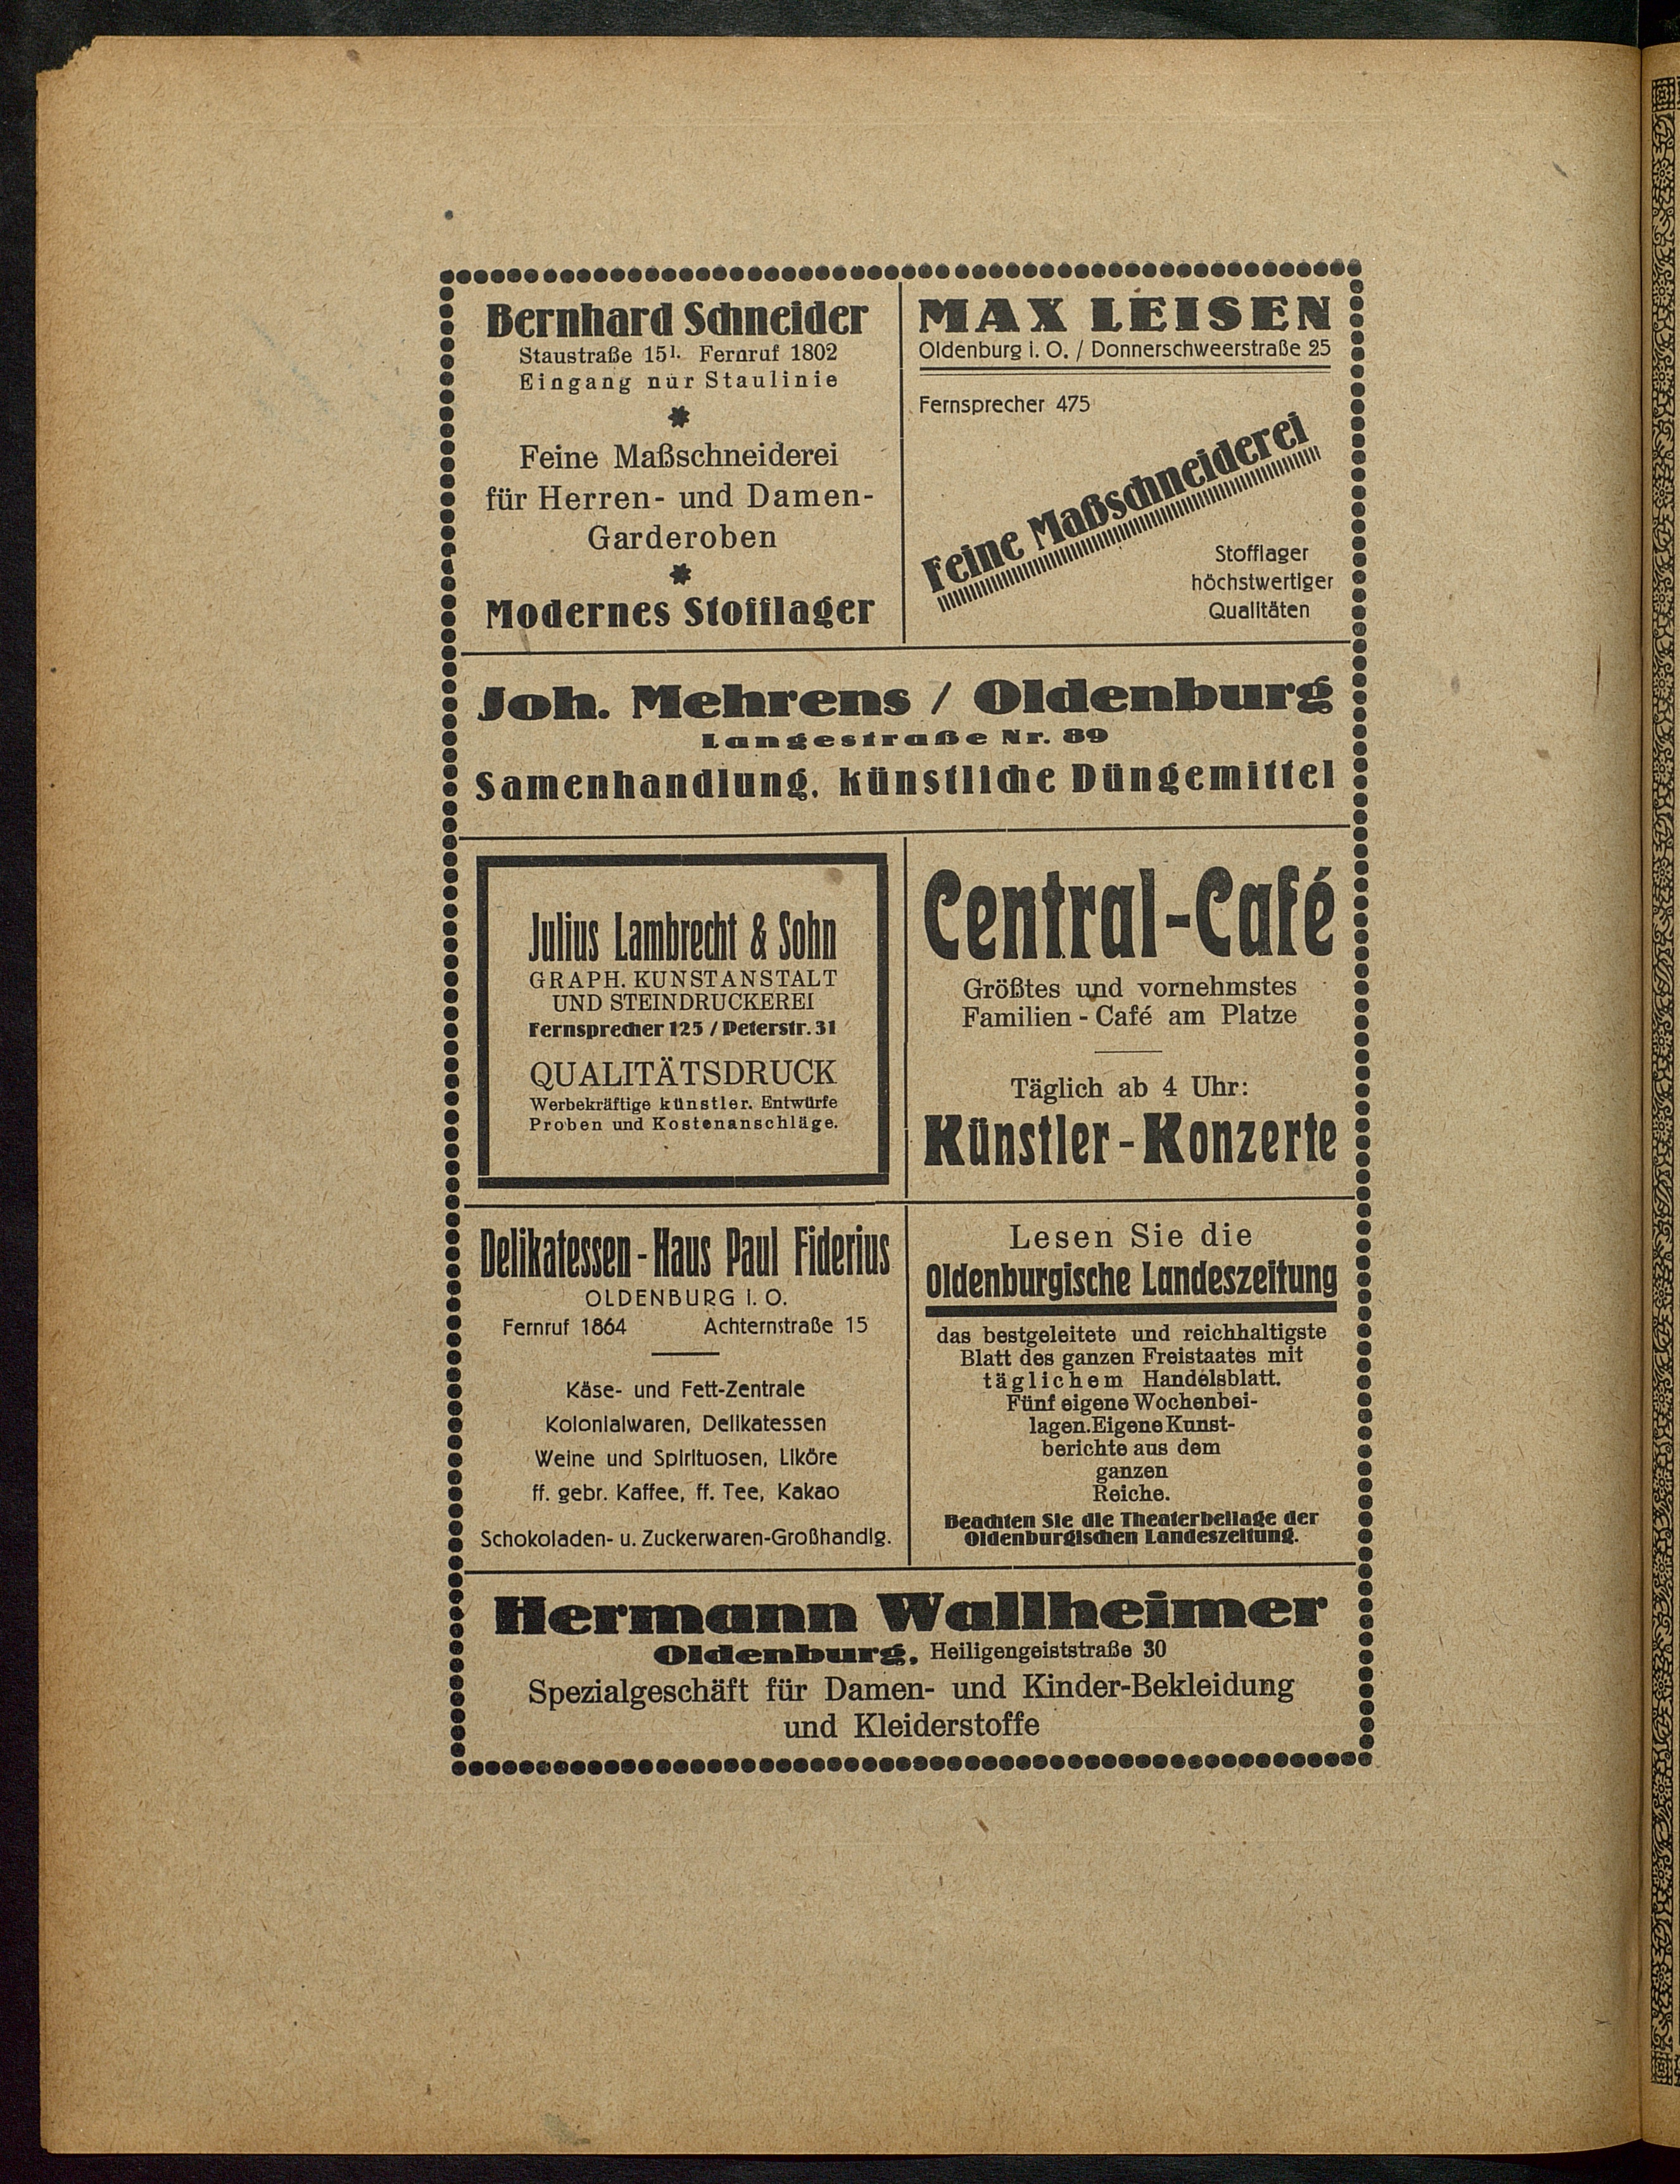 Bernhard Schneider
Staustraße 15¹· Fernruf 1802
Eingang nur Staulinie
Feine Maßschneiderei
für Herren- und Damen-
Garderoben
Modernes Stofflager
MAX LEISEN
Oldenburg i. O. / Donnerschweerstraße 25
Fernsprecher 475
Feine Maßschneiderei
Stofflager
höchstwertiger
Qualitäten
Joh. Mehrens / Oldenburg
Langestraße Nr. 89
Samenhandlung, künstliche Düngemittel
Julius Lambrecht & Sohn
GRAPH. KUNSTANSTALT
UND STEINDRUCKEREI
Fernsprecher 125 / Peterstr. 31
QUALITÄTSDRUCK
Werbekräftige künstler. Entwürfe
Proben und Kostenanschläge.
Central-Café
Größtes und vornehmstes
Familien-Café am Platze
Täglich ab 4 Uhr:
Künstler-Konzerte
Delikatessen-Haus Paul Fiderius
OLDENBURG I. O.
Fernruf 1864 Achternstraße 15
Käse- und Fett-Zentrale
Kolonialwaren, Delikatessen
Weine und Spirituosen, Liköre
ff. gebr. Kaffee, ff. Tee, Kakao
Schokoladen- u. Zuckerwaren-Großhandlg.
Lesen Sie die
Oldenburgische Landeszeitung
das bestgeleitete und reichhaltigste
Blatt des ganzen Freistaates mit
täglichem Handelsblatt.
Fünf eigene Wochenbei-
lagen. Eigene Kunst-
berichte aus dem
ganzen
Reiche.
Beachten Sie die Theaterbeilage der
Oldenburgischen Landeszeitung.
Hermann Wallheimer
Oldenburg, Heiligengeiststraße 30
Spezialgeschäft für Damen- und Kinder-Bekleidung
und Kleiderstoffe